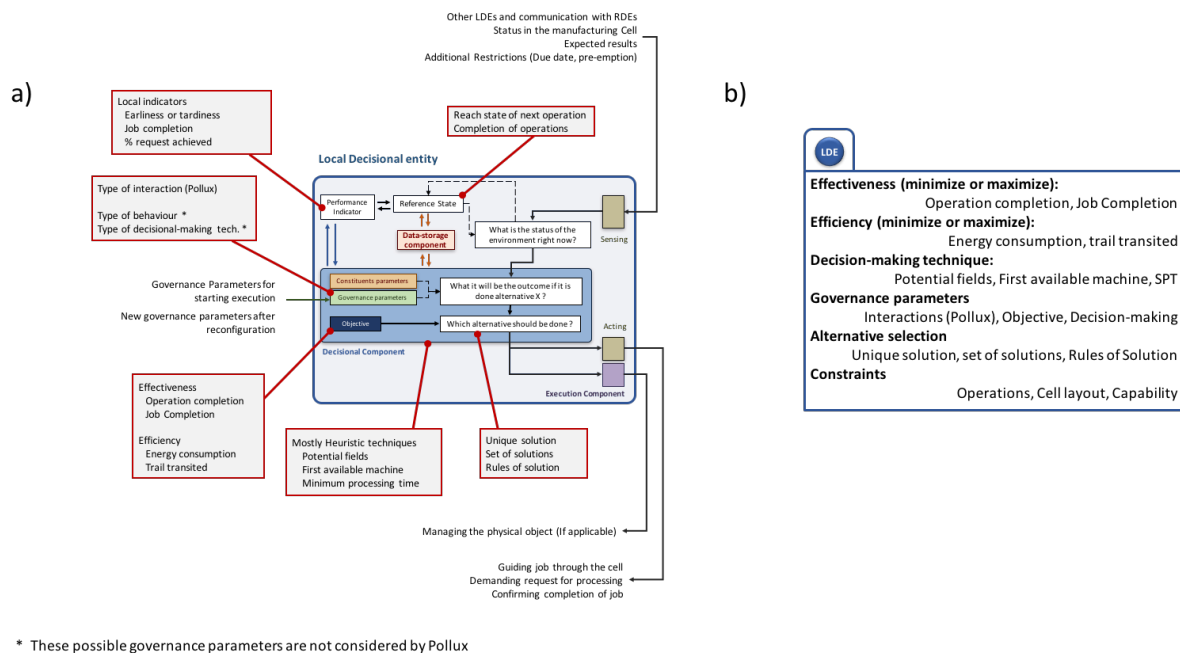 Other LDEs and communication with RDEs
Status in the manufacturing Cell
Expected results
Additional Restrictions (Due date, pre-emption)
a)
Local indicators
Earliness or tardiness
Job completion
% request achieved
Reach state of next operation
Completion of operations
Local Decisional entity
Type of interaction (Pollux)
Type of behaviour *
Type of decisional-making tech. *
Performance
Indicator
Reference State
Data-storage
component
What is the status of the
environment right now?
Sensing
Governance Parameters for
starting execution
New governance parameters after
reconfiguration
Constituents parameters
Governance parameters
What it will be the outcome if it is
done alternative X ?
Objective
Which alternative should be done ?
Acting
Decisional Component
Execution Component
Effectiveness
Operation completion
Job Completion
Efficiency
Energy consumption
Trail transited
Mostly Heuristic techniques
Potential fields
First available machine
Minimum processing time
Unique solution
Set of solutions
Rules of solution
Managing the physical object (If applicable)
Guiding job through the cell
Demanding request for processing
Confirming completion of job
* These possible governance parameters are not considered by Pollux
b)
LDE
Effectiveness (minimize or maximize):
Operation completion, Job Completion
Efficiency (minimize or maximize):
Energy consumption, trail transited
Decision-making technique:
Potential fields, First available machine, SPT
Governance parameters
Interactions (Pollux), Objective, Decision-making
Alternative selection
Unique solution, set of solutions, Rules of Solution
Constraints
Operations, Cell layout, Capability